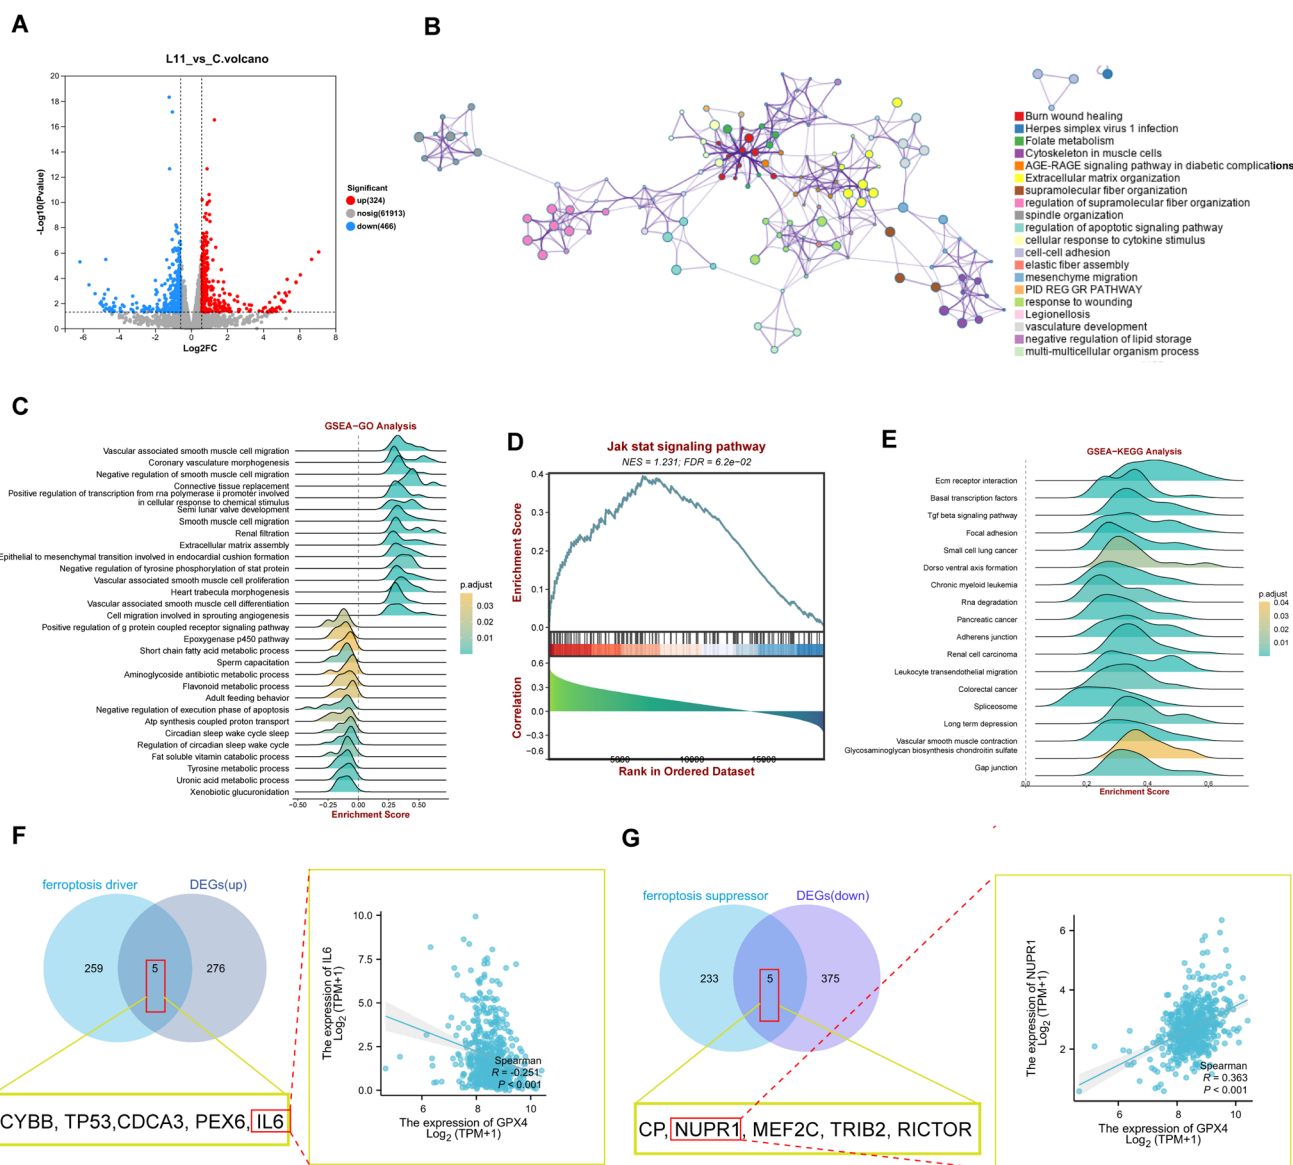 A
L11_vs_C.volcano
-Log10(Pvalue)
20
18
16
14
12
10
8
6
4
2
0
-6
-4
-2
0
2
4
6
8
Log2FC
Significant
up(324)
nosig(61913)
down(466)
B
Burn wound healing
Herpes simplex virus 1 infection
Folate metabolism
Cytoskeleton in muscle cells
AGE-RAGE signaling pathway in diabetic complications
Extracellular matrix organization
supramolecular fiber organization
regulation of supramolecular fiber organization
spindle organization
regulation of apoptotic signaling pathway
cellular response to cytokine stimulus
cell-cell adhesion
elastic fiber assembly
mesenchyme migration
PID REG GR PATHWAY
response to wounding
Legionellosis
vasculature development
negative regulation of lipid storage
multi-multicellular organism process
C
GSEA-GO Analysis
Vascular associated smooth muscle cell migration
Coronary vasculature morphogenesis
Negative regulation of smooth muscle cell migration
Connective tissue replacement
Positive regulation of transcription from rna polymerase ii promoter involved
in cellular response to chemical stimulus
Semi lunar valve development
Smooth muscle cell migration
Renal filtration
Extracellular matrix assembly
Epithelial to mesenchymal transition involved in endocardial cushion formation
Negative regulation of tyrosine phosphorylation of stat protein
Vascular associated smooth muscle cell proliferation
Heart trabecula morphogenesis
Vascular associated smooth muscle cell differentiation
Cell migration involved in sprouting angiogenesis
Positive regulation of g protein coupled receptor signaling pathway
Epoxygenase p450 pathway
Short chain fatty acid metabolic process
Sperm capacitation
Aminoglycoside antibiotic metabolic process
Flavonoid metabolic process
Adult feeding behavior
Negative regulation of execution phase of apoptosis
Atp synthesis coupled proton transport
Circadian sleep wake cycle sleep
Regulation of circadian sleep wake cycle
Fat soluble vitamin catabolic process
Tyrosine metabolic process
Uronic acid metabolic process
Xenobiotic glucuronidation
-0.50
-0.25
0.00
0.25
0.50
Enrichment Score
p.adjust
0.03
0.02
0.01
D
Jak stat signaling pathway
NES = 1.231; FDR = 6.2e-02
Enrichment Score
0.4
0.3
0.2
0.1
0.0
Correlation
0.6
0.3
0.0
-0.3
-0.6
5000
10000
15000
Rank in Ordered Dataset
E
GSEA-KEGG Analysis
Ecm receptor interaction
Basal transcription factors
Tgf beta signaling pathway
Focal adhesion
Small cell lung cancer
Dorso ventral axis formation
Chronic myeloid leukemia
Rna degradation
Pancreatic cancer
Adherens junction
Renal cell carcinoma
Leukocyte transendothelial migration
Colorectal cancer
Spliceosome
Long term depression
Vascular smooth muscle contraction
Glycosaminoglycan biosynthesis chondroitin sulfate
Gap junction
0.0
0.2
0.4
0.6
Enrichment Score
p.adjust
0.04
0.03
0.02
0.01
F
ferroptosis driver
DEGs(up)
259
5
276
CYBB, TP53,CDCA3, PEX6, IL6
The expression of IL6
Log2 (TPM+1)
10.0
7.5
5.0
2.5
0.0
Spearman
R = -0.251
P < 0.001
6
8
10
The expression of GPX4
Log2 (TPM+1)
G
ferroptosis suppressor
DEGs(down)
233
5
375
CP, NUPR1, MEF2C, TRIB2, RICTOR
The expression of NUPR1
Log2 (TPM+1)
6
4
2
Spearman
R = 0.363
P < 0.001
6
8
10
The expression of GPX4
Log2 (TPM+1)